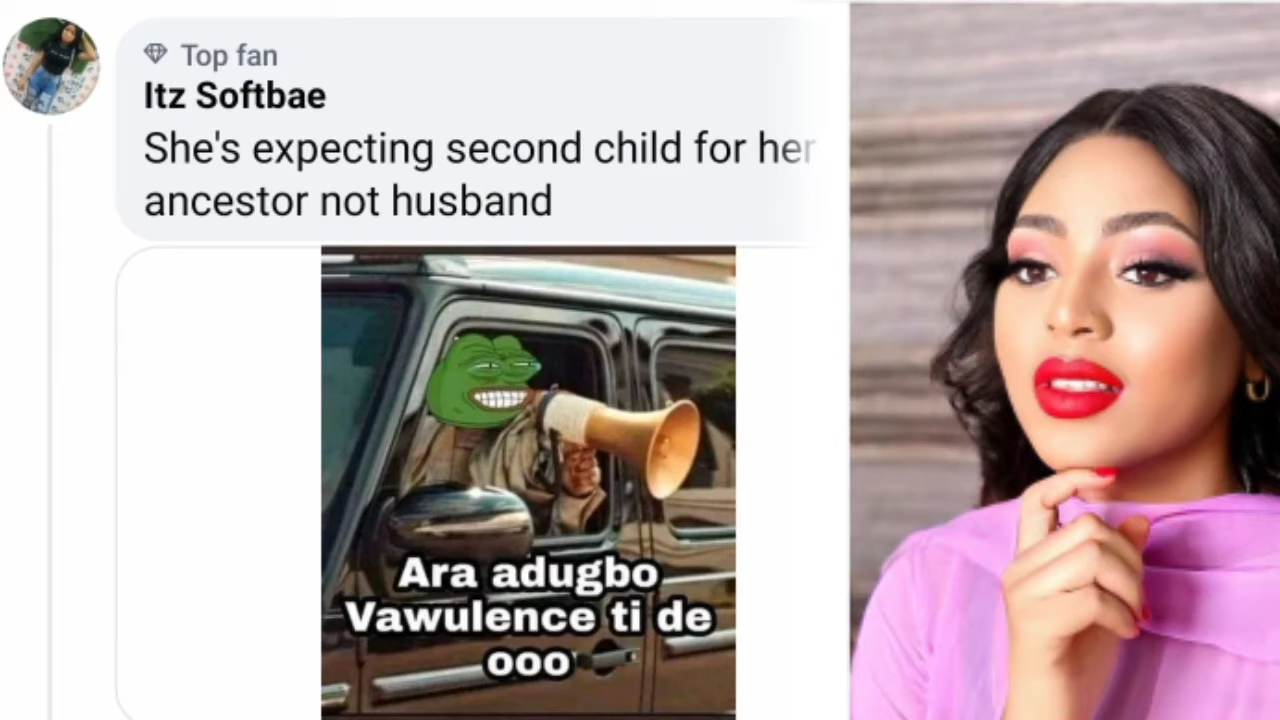 Top fan
Itz Softbae
She's expecting second child for her
ancestor not husband
Ara adugbo
Vawulence ti de
ooo